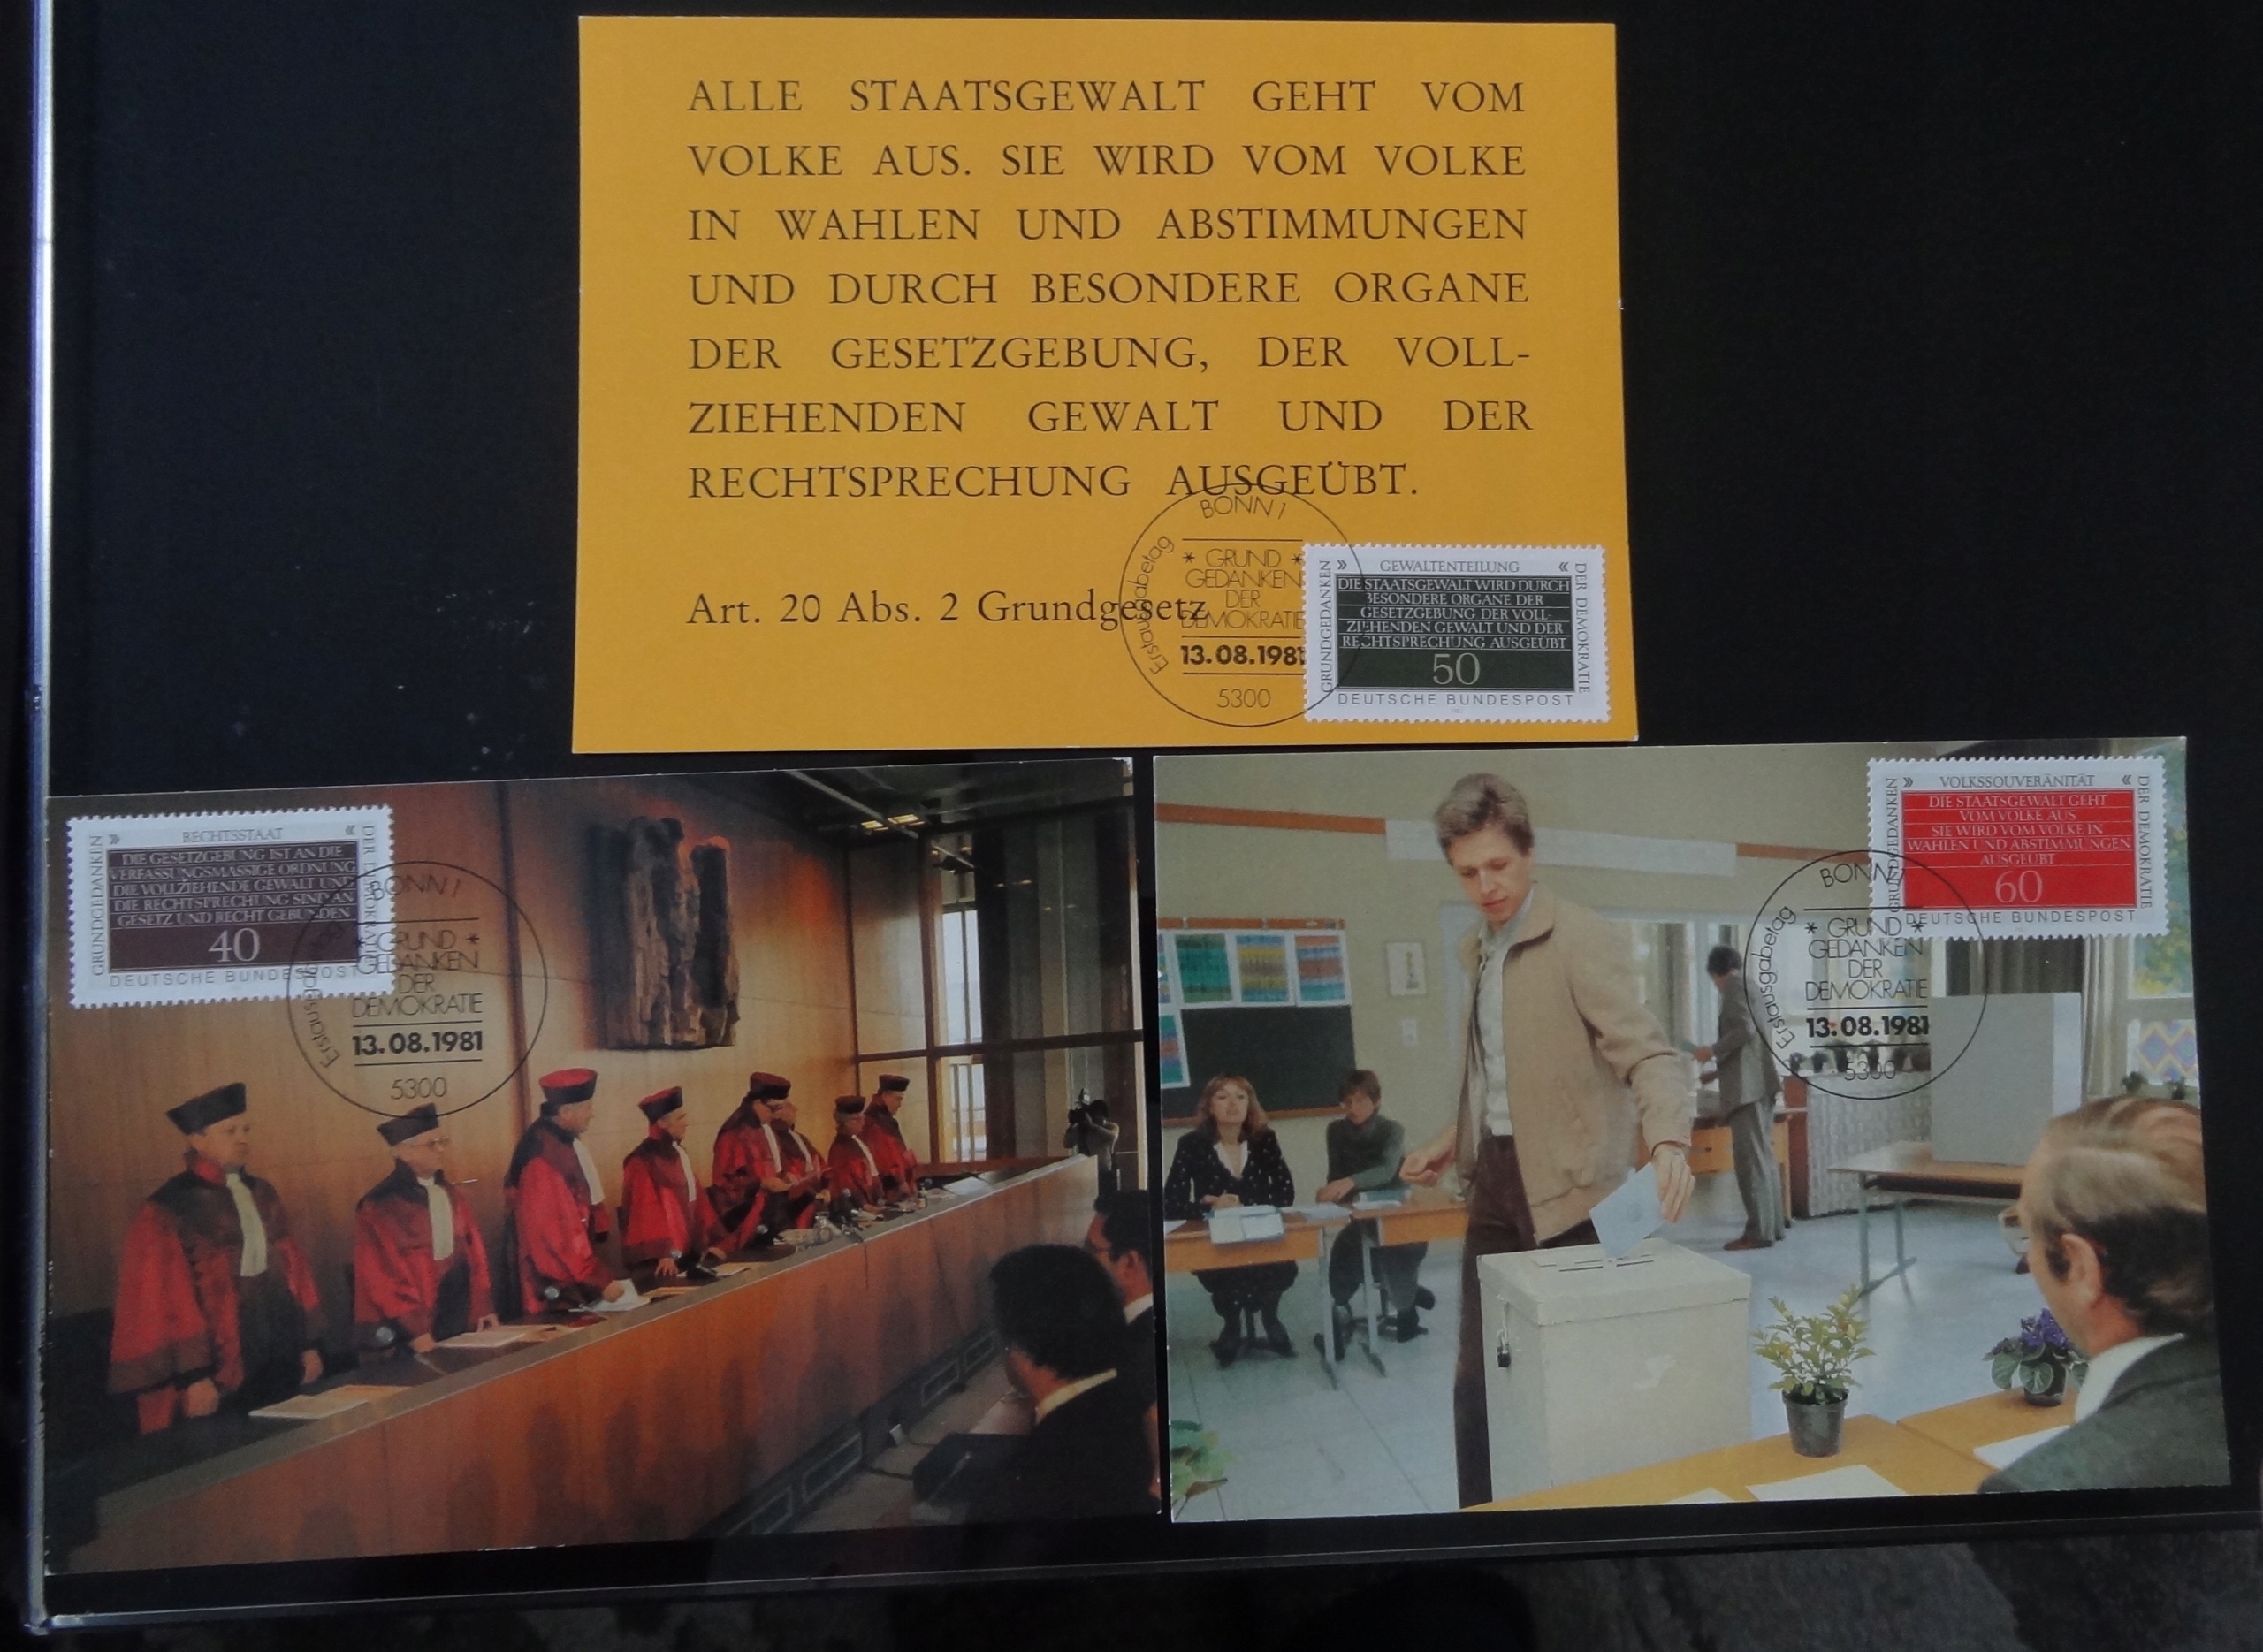 ALLE STAATSGEWALT GEHT VOM
VOLKE AUS. SIE WIRD VOM VOLKE
IN WAHLEN UND ABSTIMMUNGEN
UND DURCH BESONDERE ORGANE
DER GESETZGEBUNG, DER VOLL-
ZIEHENDEN GEWALT UND DER
RECHTSPRECHUNG AUSGEÜBT.
Art. 20 Abs. 2 Grundgesetz
BONN 1
Erstausgabetag
* GRUND *
GEDANKEN
DER
DEMOKRATIE
13.08.1981
5300
GRUNDGEDANKEN
» GEWALTENTEILUNG «
DER DEMOKRATIE
DIE STAATSGEWALT WIRD DURCH
BESONDERE ORGANE DER
GESETZGEBUNG DER VOLL-
ZIEHENDEN GEWALT UND DER
RECHTSPRECHUNG AUSGEÜBT
50
DEUTSCHE BUNDESPOST
GRUNDGEDANKEN
» RECHTSSTAAT «
DER DEMOKRATIE
DIE GESETZGEBUNG IST AN DIE
VERFASSUNGSMÄSSIGE ORDNUNG
DIE VOLLZIEHENDE GEWALT UND
DIE RECHTSPRECHUNG SIND AN
GESETZ UND RECHT GEBUNDEN
40
DEUTSCHE BUNDESPOST
BONN 1
Erstausgabetag
* GRUND *
GEDANKEN
DER
DEMOKRATIE
13.08.1981
5300
GRUNDGEDANKEN
» VOLKSSOUVERÄNITÄT «
DER DEMOKRATIE
DIE STAATSGEWALT GEHT
VOM VOLKE AUS
SIE WIRD VOM VOLKE IN
WAHLEN UND ABSTIMMUNGEN
AUSGEÜBT
60
DEUTSCHE BUNDESPOST
BONN 1
Erstausgabetag
* GRUND *
GEDANKEN
DER
DEMOKRATIE
13.08.1981
5300